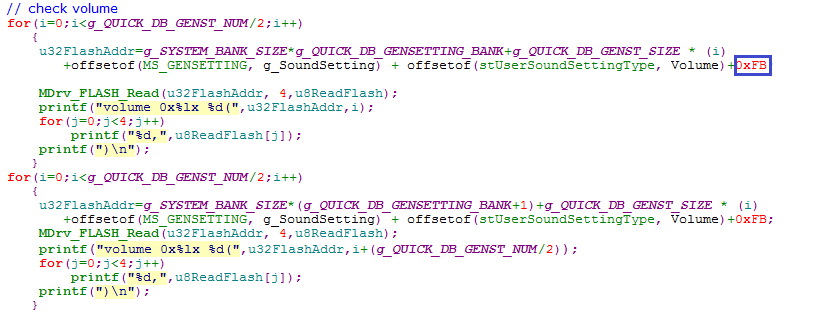 // check volume
for(i=0;i<g_QUICK_DB_GENST_NUM/2;i++)
{
u32FlashAddr=g_SYSTEM_BANK_SIZE*g_QUICK_DB_GENSETTING_BANK+g_QUICK_DB_GENST_SIZE * (i)
+offsetof(MS_GENSETTING, g_SoundSetting) + offsetof(stUserSoundSettingType, Volume)+0xFB;
MDrv_FLASH_Read(u32FlashAddr, 4,u8ReadFlash);
printf("volume 0x%lx %d(",u32FlashAddr,i);
for(j=0;j<4;j++)
printf("%d,",u8ReadFlash[j]);
printf(")\n");
}
for(i=0;i<g_QUICK_DB_GENST_NUM/2;i++)
{
u32FlashAddr=g_SYSTEM_BANK_SIZE*(g_QUICK_DB_GENSETTING_BANK+1)+g_QUICK_DB_GENST_SIZE * (i)
+offsetof(MS_GENSETTING, g_SoundSetting) + offsetof(stUserSoundSettingType, Volume)+0xFB;
MDrv_FLASH_Read(u32FlashAddr, 4,u8ReadFlash);
printf("volume 0x%lx %d(",u32FlashAddr,i+(g_QUICK_DB_GENST_NUM/2));
for(j=0;j<4;j++)
printf("%d,",u8ReadFlash[j]);
printf(")\n");
}